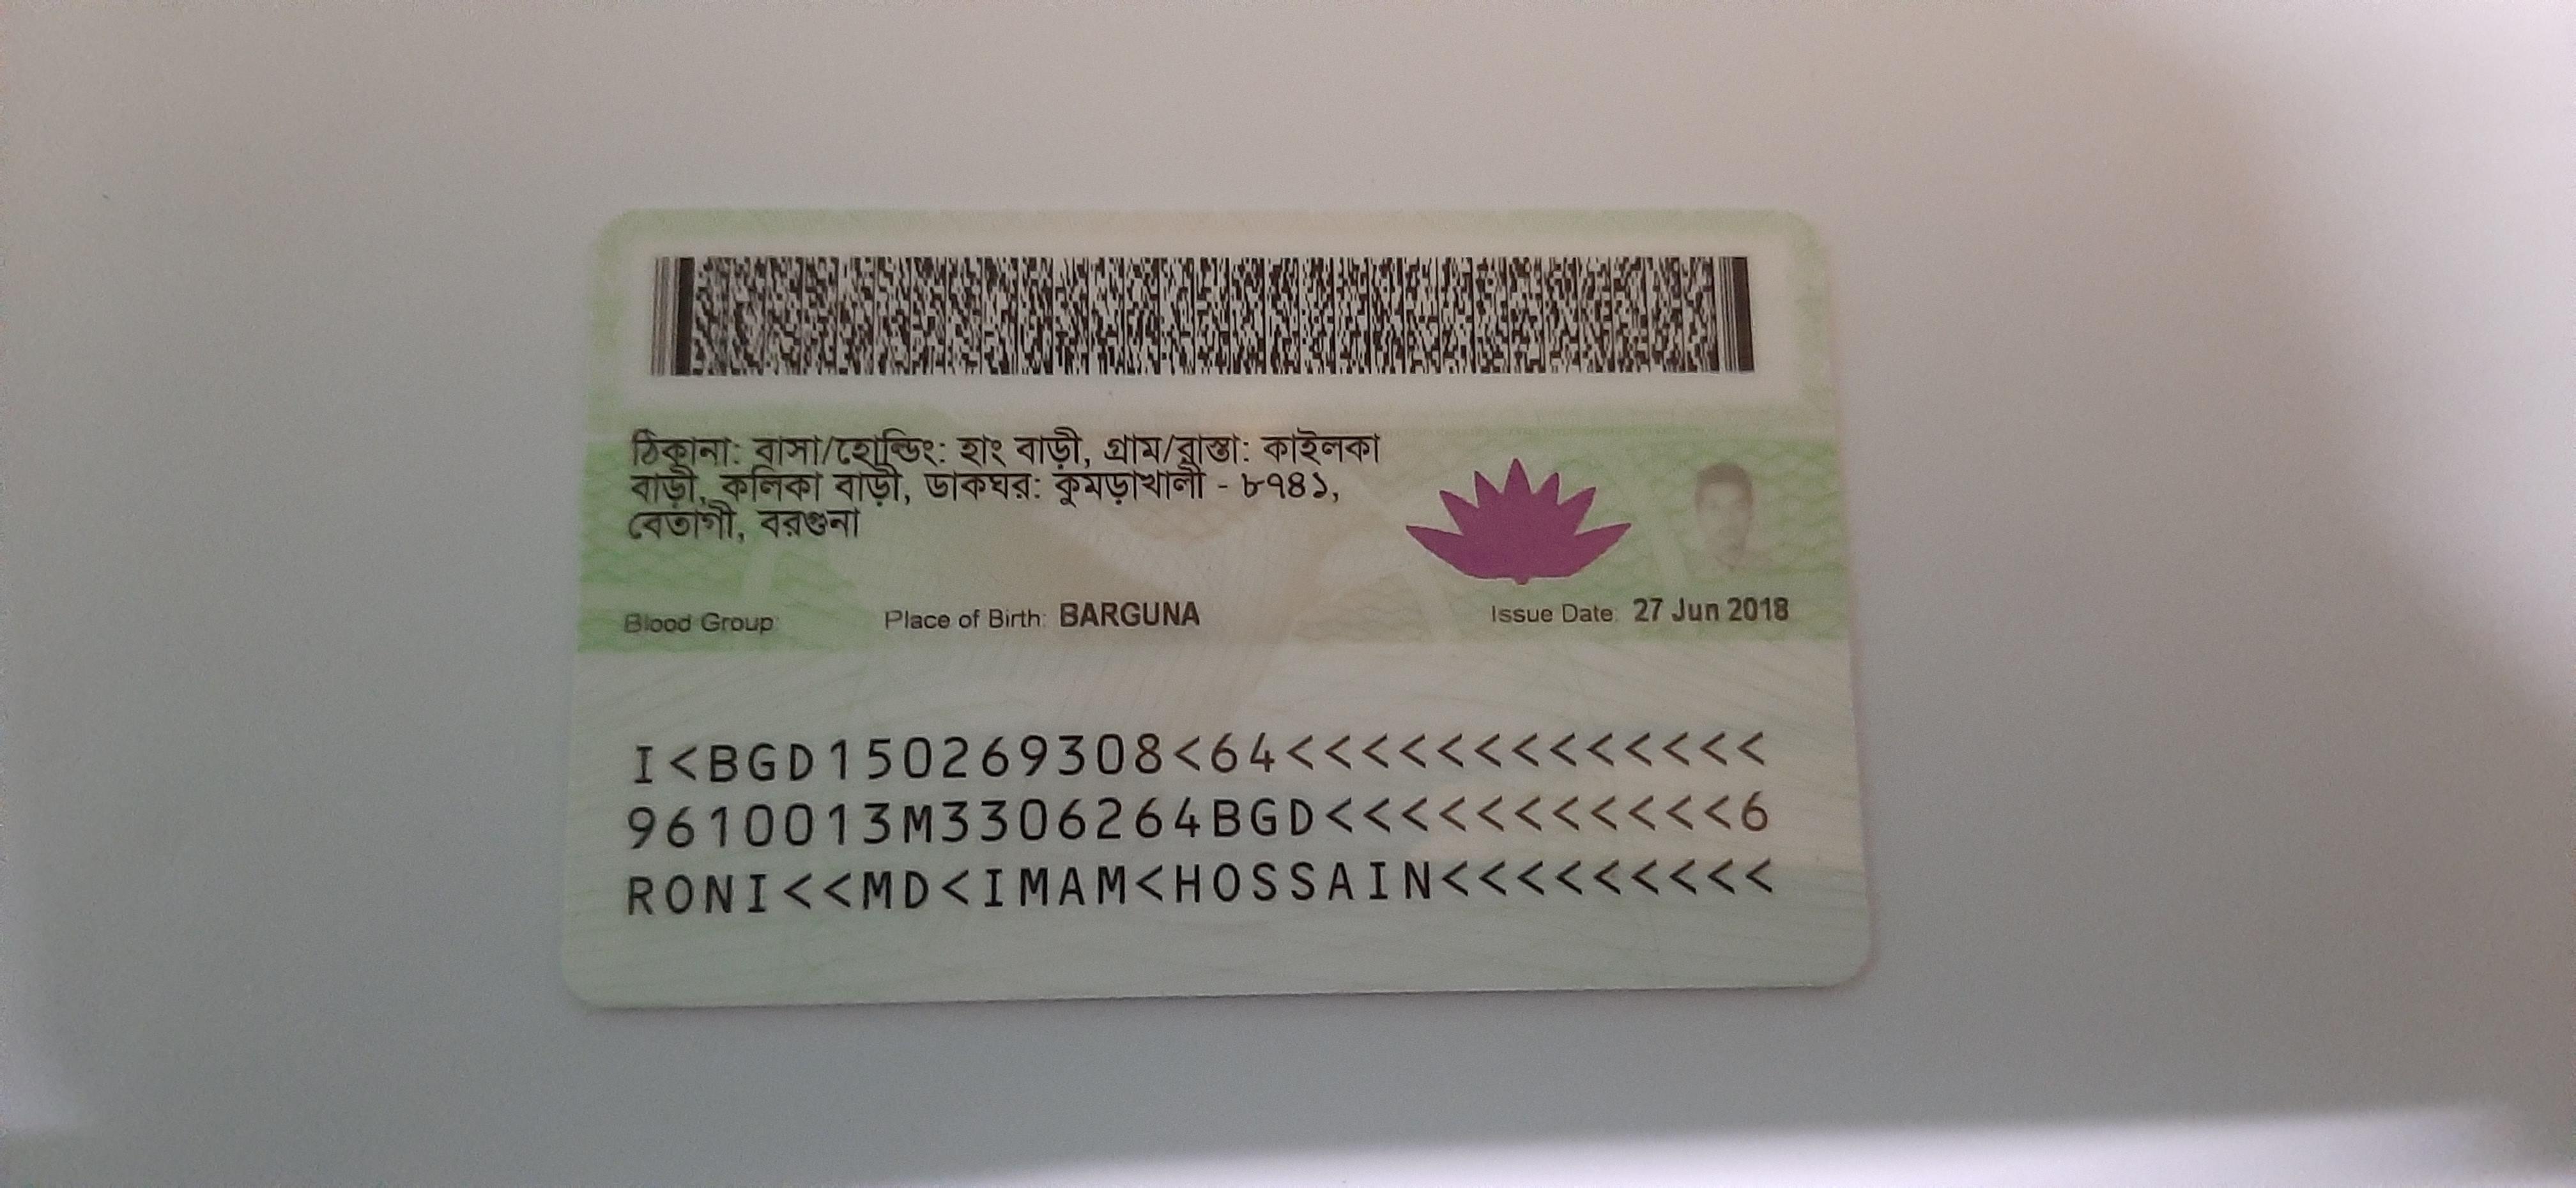 ঠিকানা: বাসা/হোল্ডিং: হাং বাড়ী, গ্রাম/রাস্তা: কাইলকা
বাড়ী, কলিকা বাড়ী, ডাকঘর: কুমড়াখালী - ৮৭৪১,
বেতাগী, বরগুনা
Blood Group: Place of Birth: BARGUNA Issue Date: 27 Jun 2018
I<BGD150269308<64<<<<<<<<<<<<<
9610013M3306264BGD<<<<<<<<<<<6
RONI<<MD<IMAM<HOSSAIN<<<<<<<<<